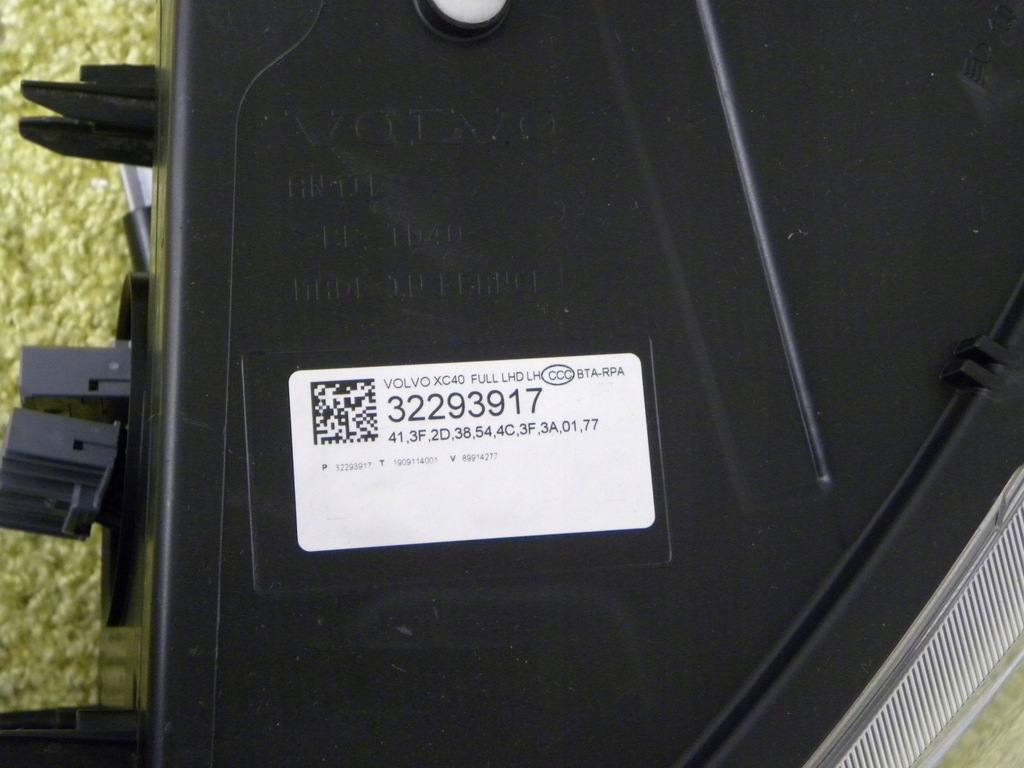 VOLVO
VOLVO XC40 FULL LHD LH CCC BTA-RPA
32293917
41,3F,2D,38,54,4C,3F,3A,01,77
P 32293917 T 1909114001 V 89914277